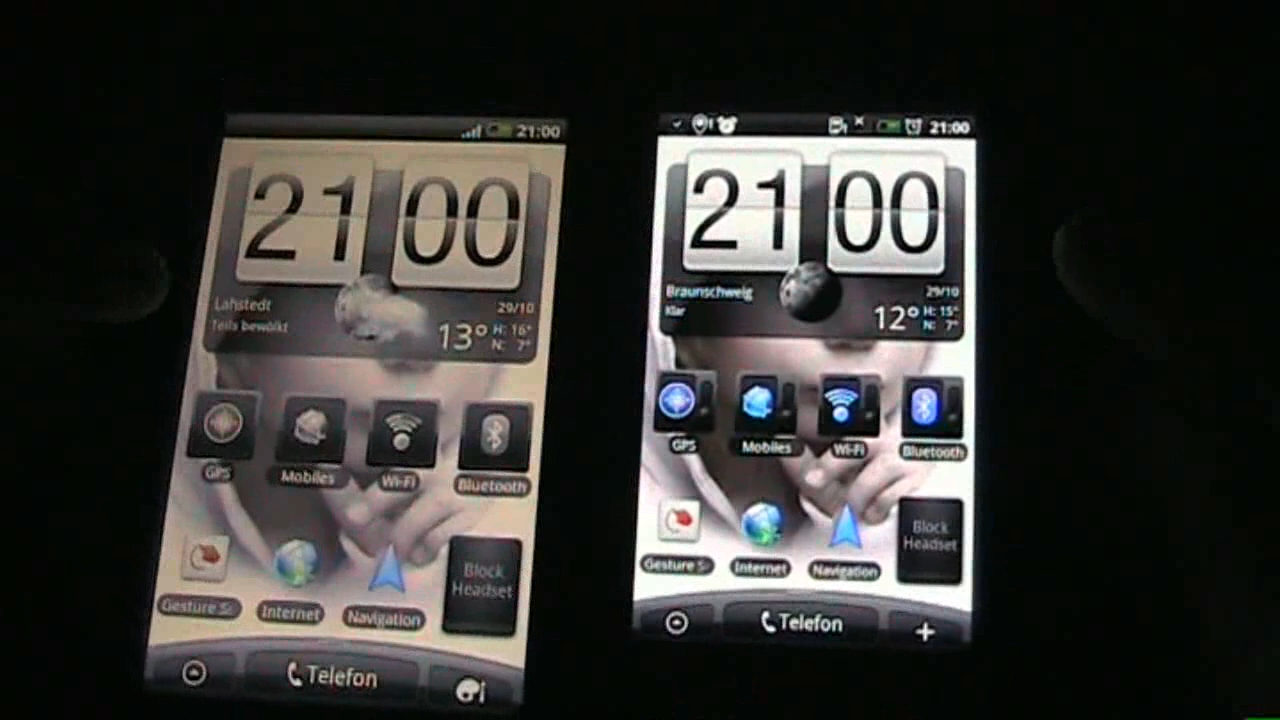 21:00
21 00
Lahstedt
29/10
Teils bewölkt
13° H: 16°
N: 7°
GPS
Mobiles
Wi-Fi
Bluetooth
Gesture S
Internet
Navigation
Block
Headset
Telefon
21:00
21 00
Braunschweig
29/10
Klar
12° H: 15°
N: 7°
GPS
Mobiles
Wi-Fi
Bluetooth
Gesture S
Internet
Navigation
Block
Headset
Telefon